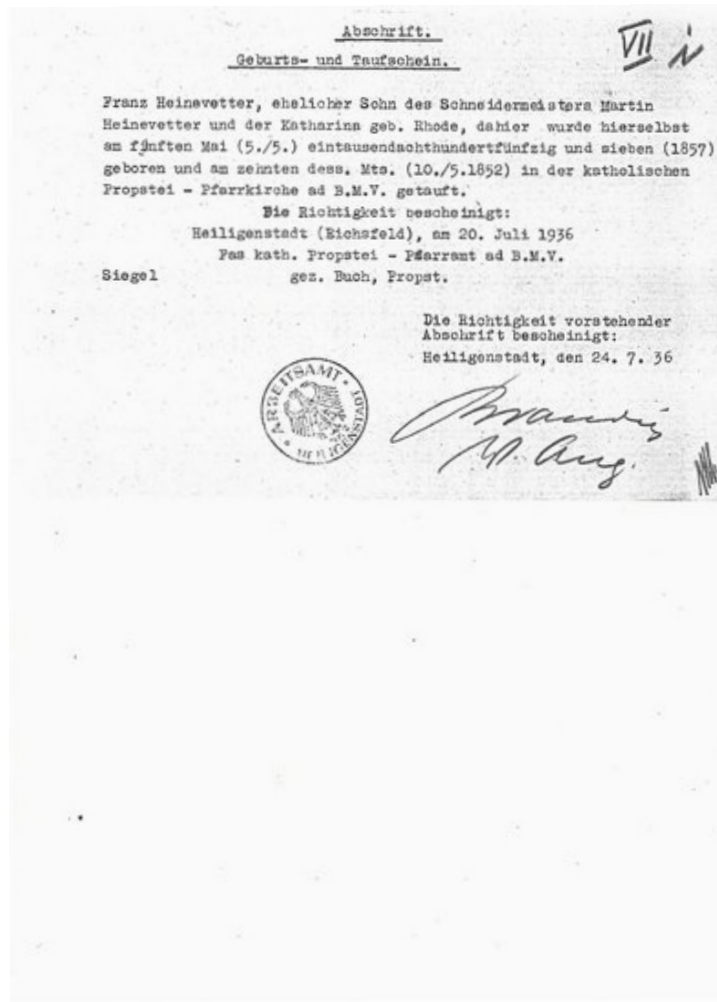 Abschrift.
VII
Geburts- und Taufschein.
Franz Heinevetter, ehelicher Sohn des Schneidermeisters Martin
Heinevetter und der Katharina geb. Rhode, dahier wurde hierselbst
am fünften Mai (5./5.) eintausendachthundertfünfzig und sieben (1857)
geboren und am zehnten dess. Mts. (10./5.1852) in der katholischen
Propstei - Pfarrkirche ad B.M.V. getauft.
Die Richtigkeit bescheinigt:
Heiligenstadt (Eichsfeld), am 20. Juli 1936
Das kath. Propstei - Pfarramt ad B.M.V.
Siegel gez. Buch, Propst.
Die Richtigkeit vorstehender
Abschrift bescheinigt:
Heiligenstadt, den 24. 7. 36
ARBEITSAMT HEILIGENSTADT
Ang.